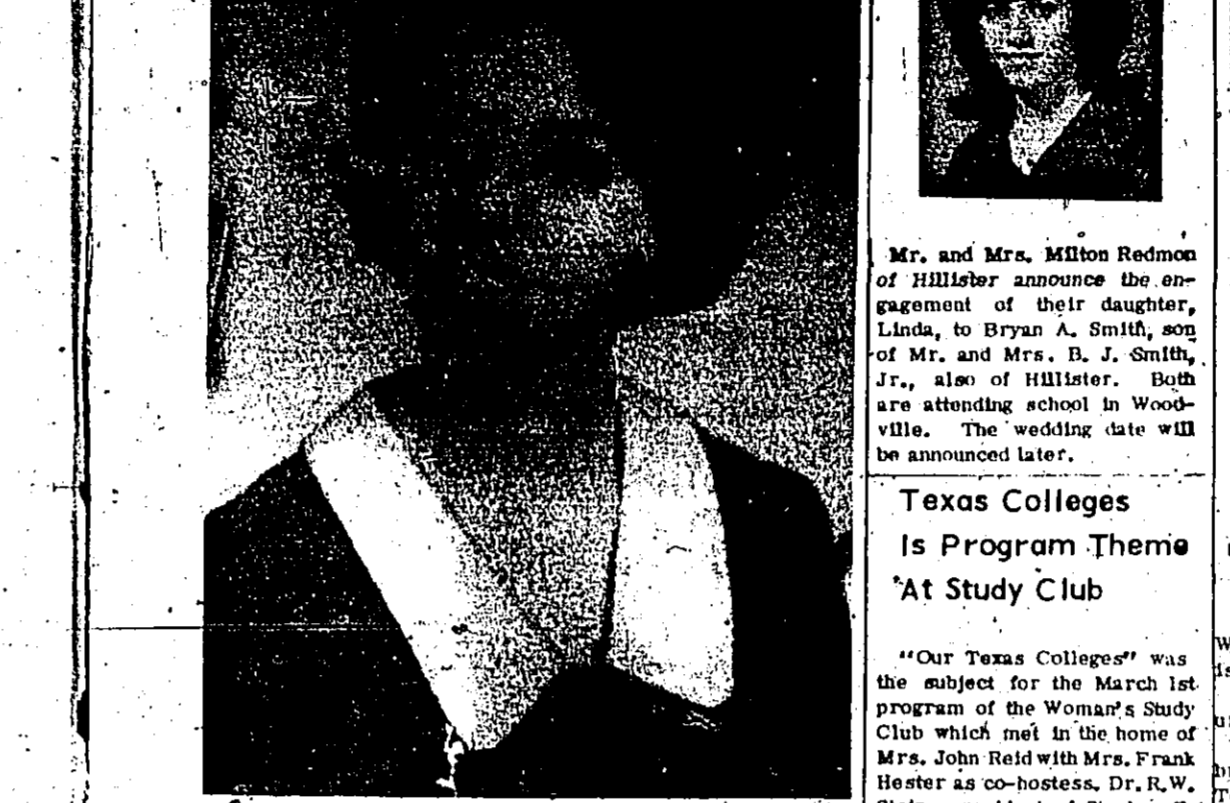 Mr. and Mrs. Milton Redmon
of Hillister announce the en-
gagement of their daughter,
Linda, to Bryan A. Smith, son
of Mr. and Mrs. B. J. Smith,
Jr., also of Hillister. Both
are attending school in Wood-
ville. The wedding date will
be announced later.
Texas Colleges
Is Program Theme
At Study Club
"Our Texas Colleges" was
the subject for the March 1st
program of the Woman's Study
Club which met in the home of
Mrs. John Reid with Mrs. Frank
Hester as co-hostess. Dr. R.W.